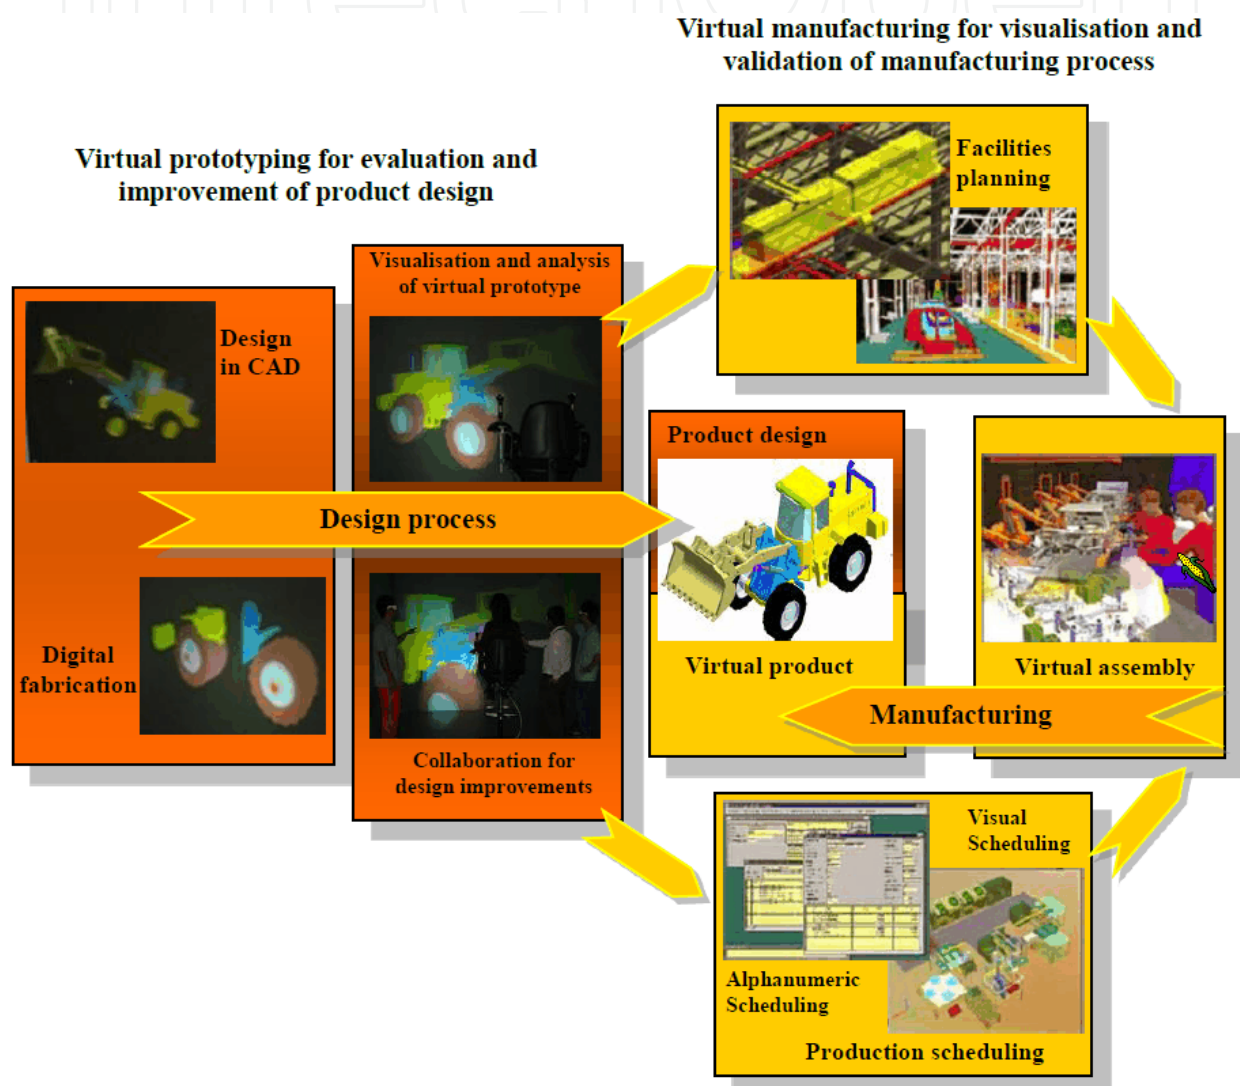 Virtual manufacturing for visualisation and
validation of manufacturing process
Virtual prototyping for evaluation and
improvement of product design
Facilities
planning
Visualisation and analysis
of virtual prototype
Design
in CAD
Product design
Design process
Digital
fabrication
Virtual product
Virtual assembly
Manufacturing
Collaboration for
design improvements
Visual
Scheduling
Alphanumeric
Scheduling
Production scheduling